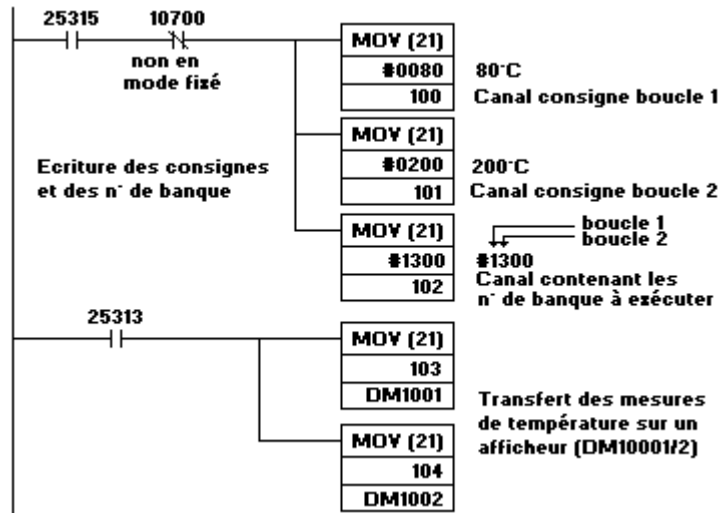 25315
10700
non en
mode fixé
MOV (21)
#0080
100
80°C
Canal consigne boucle 1
Ecriture des consignes
et des n° de banque
MOV (21)
#0200
101
200°C
Canal consigne boucle 2
MOV (21)
#1300
102
boucle 1
boucle 2
#1300
Canal contenant les
n° de banque à exécuter
25313
MOV (21)
103
DM1001
MOV (21)
104
DM1002
Transfert des mesures
de température sur un
afficheur (DM10001/2)